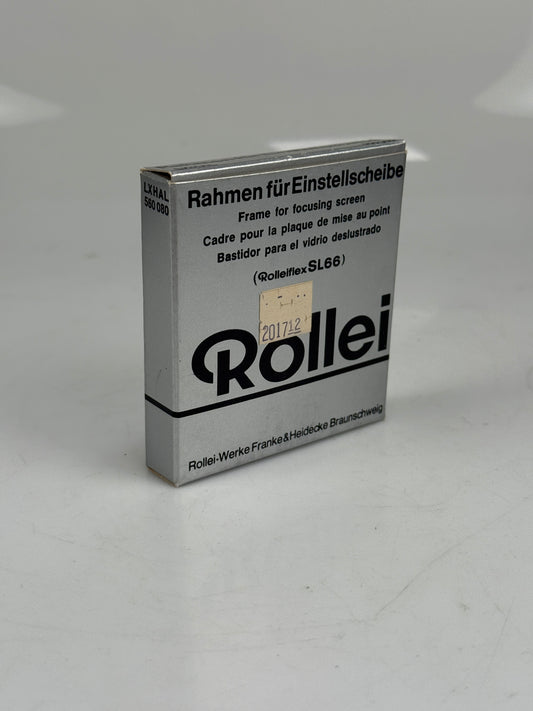 LXHAL
560 080
Rahmen für Einstellscheibe
Frame for focusing screen
Cadre pour la plaque de mise au point
Bastidor para el vidrio deslustrado
(Rolleiflex SL66)
201712
Rollei
Rollei-Werke Franke & Heidecke Braunschweig